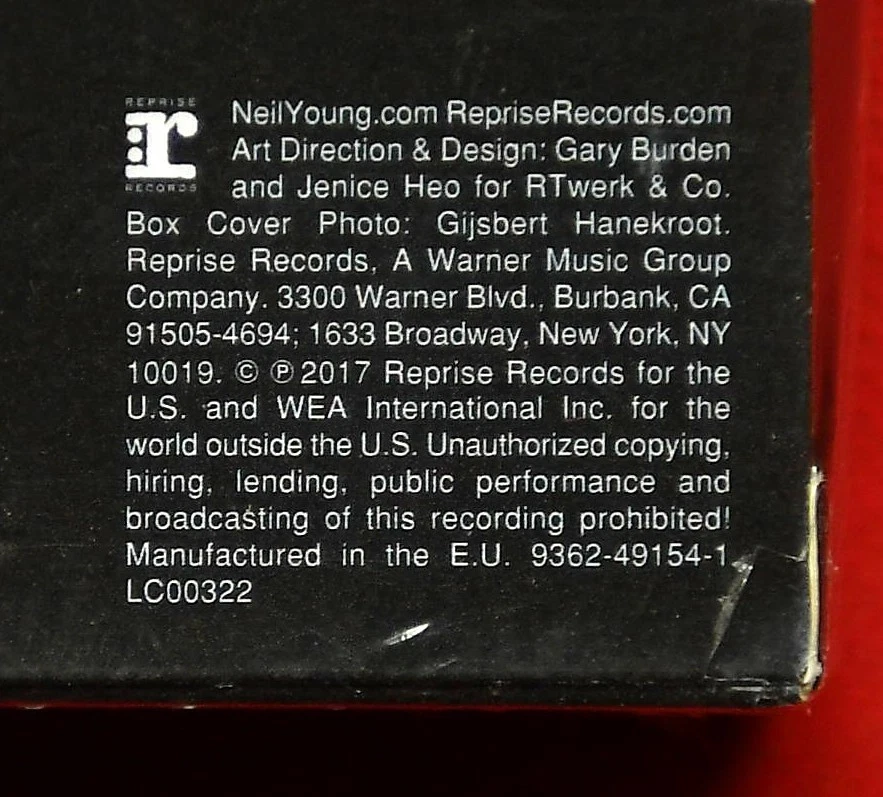 REPRISE
r
RECORDS
NeilYoung.com RepriseRecords.com
Art Direction & Design: Gary Burden
and Jenice Heo for RTwerk & Co.
Box Cover Photo: Gijsbert Hanekroot.
Reprise Records, A Warner Music Group
Company. 3300 Warner Blvd., Burbank, CA
91505-4694; 1633 Broadway, New York, NY
10019. © ℗ 2017 Reprise Records for the
U.S. and WEA International Inc. for the
world outside the U.S. Unauthorized copying,
hiring, lending, public performance and
broadcasting of this recording prohibited!
Manufactured in the E.U. 9362-49154-1
LC00322